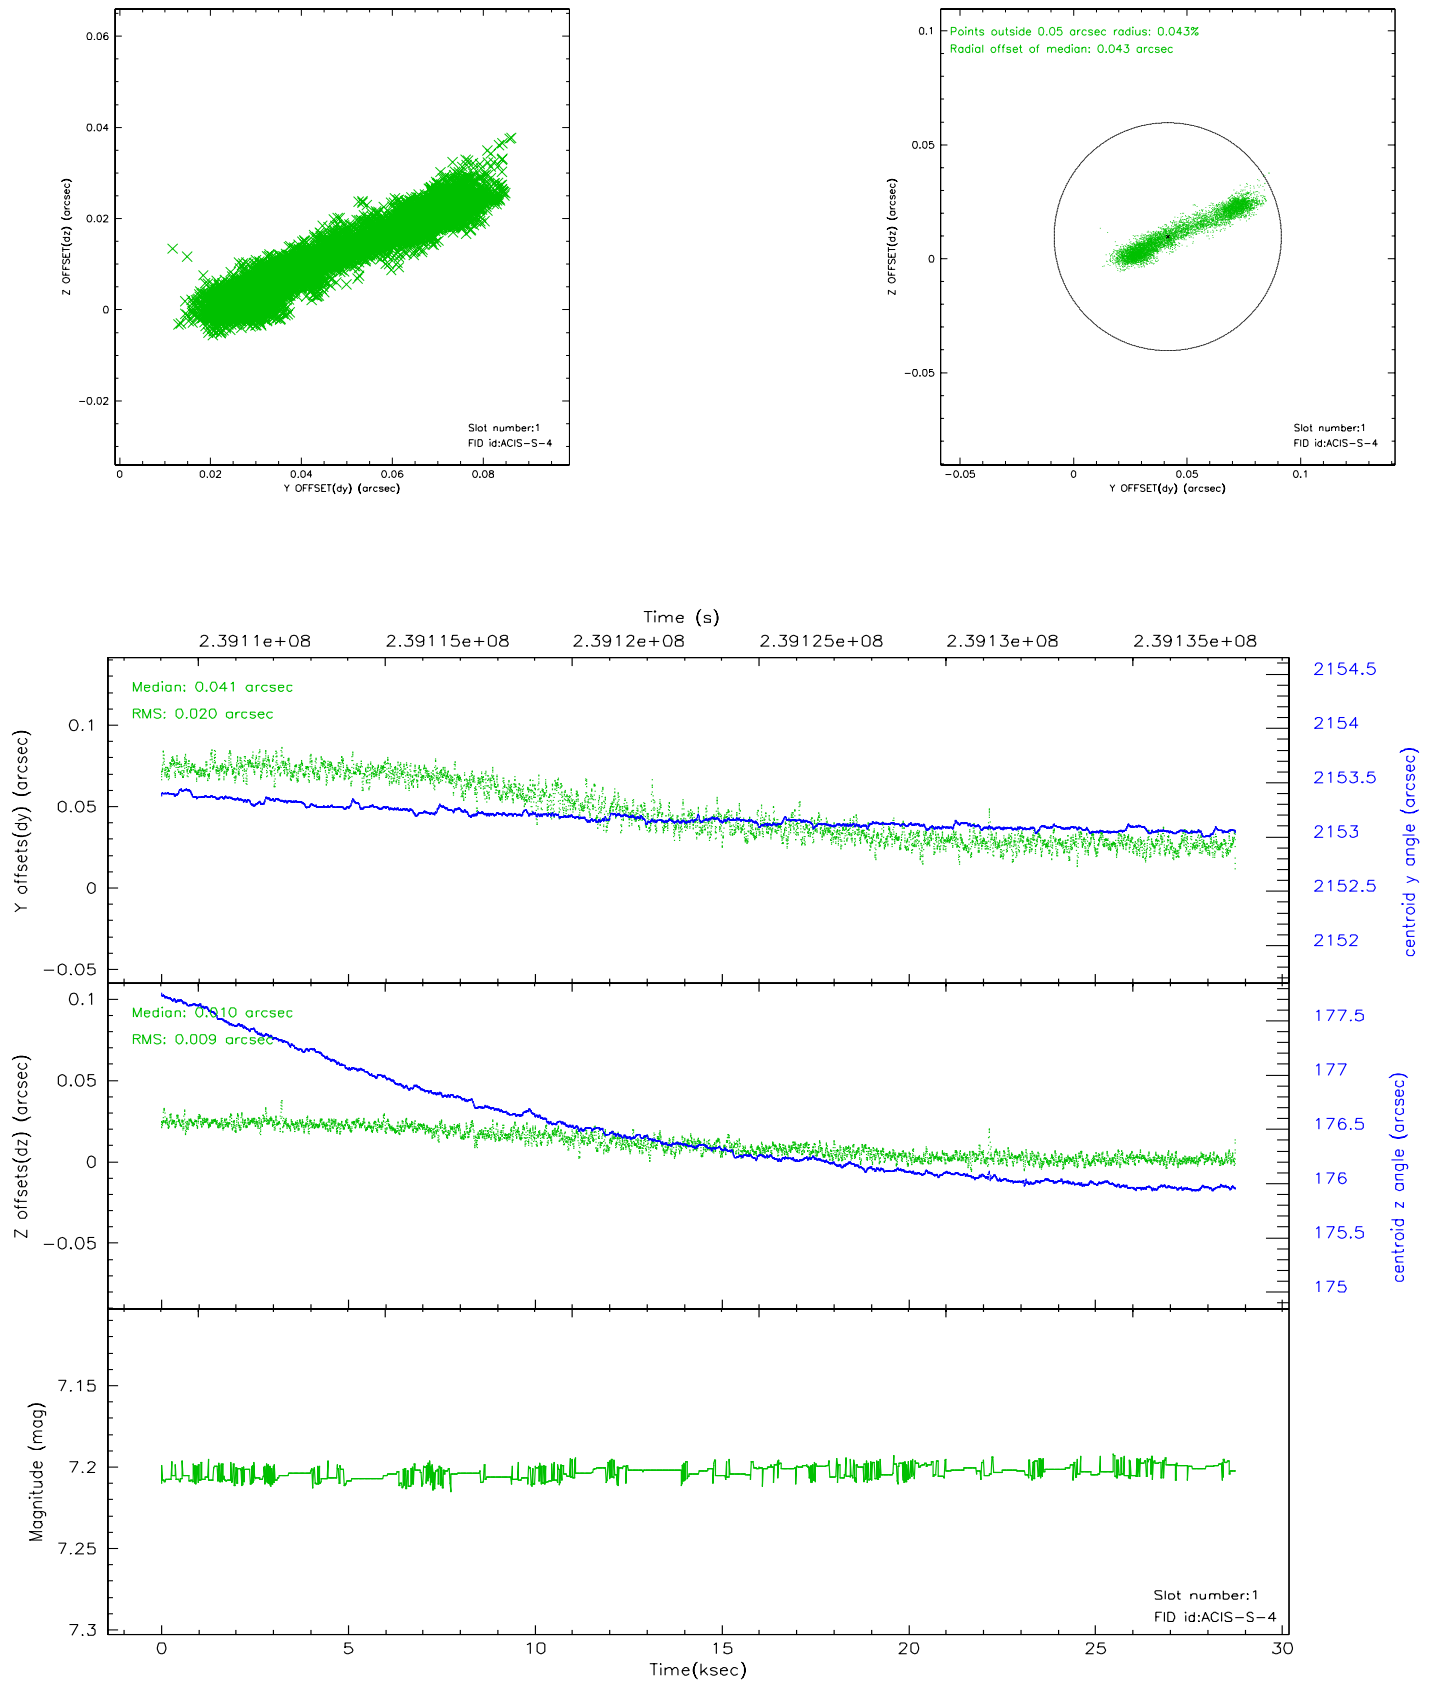 0.06
0.04
0.02
0
-0.02
Z OFFSET(dz) (arcsec)
Slot number:1
FID id:ACIS-S-4
0 0.02 0.04 0.06 0.08
Y OFFSET(dy) (arcsec)
Points outside 0.05 arcsec radius: 0.043%
Radial offset of median: 0.043 arcsec
0.1
0.05
0
-0.05
Z OFFSET(dz) (arcsec)
Slot number:1
FID id:ACIS-S-4
-0.05 0 0.05 0.1
Y OFFSET(dy) (arcsec)
Time (s)
2.3911e+08 2.39115e+08 2.3912e+08 2.39125e+08 2.3913e+08 2.39135e+08
Median: 0.041 arcsec
RMS: 0.020 arcsec
0.1
0.05
0
-0.05
Y offsets(dy) (arcsec)
2154.5
2154
2153.5
2153
2152.5
2152
centroid y angle (arcsec)
Median: 0.010 arcsec
RMS: 0.009 arcsec
0.1
0.05
0
-0.05
Z offsets(dz) (arcsec)
177.5
177
176.5
176
175.5
175
centroid z angle (arcsec)
7.15
7.2
7.25
7.3
Magnitude (mag)
Slot number:1
FID id:ACIS-S-4
0 5 10 15 20 25 30
Time(ksec)